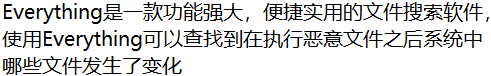 Everything是一款功能强大，便捷实用的文件搜索软件，
使用Everything可以查找到在执行恶意文件之后系统中
哪些文件发生了变化